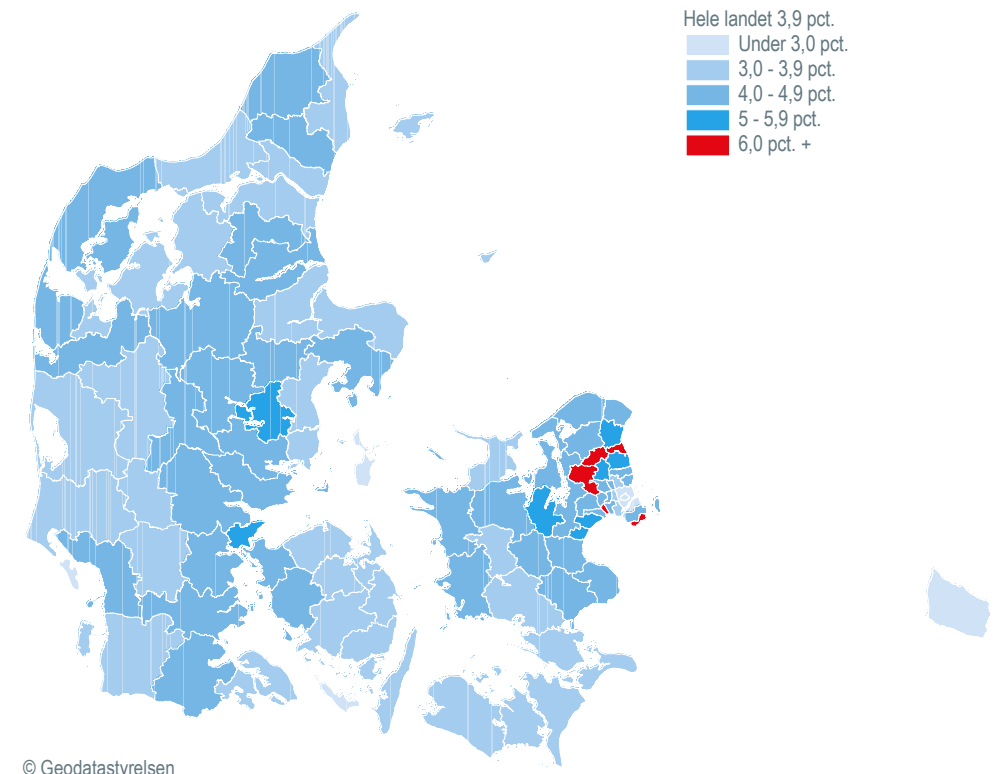 Hele landet 3,9 pct.
Under 3,0 pct.
3,0 - 3,9 pct.
4,0 - 4,9 pct.
5 - 5,9 pct.
6,0 pct. +
© Geodatastyrelsen